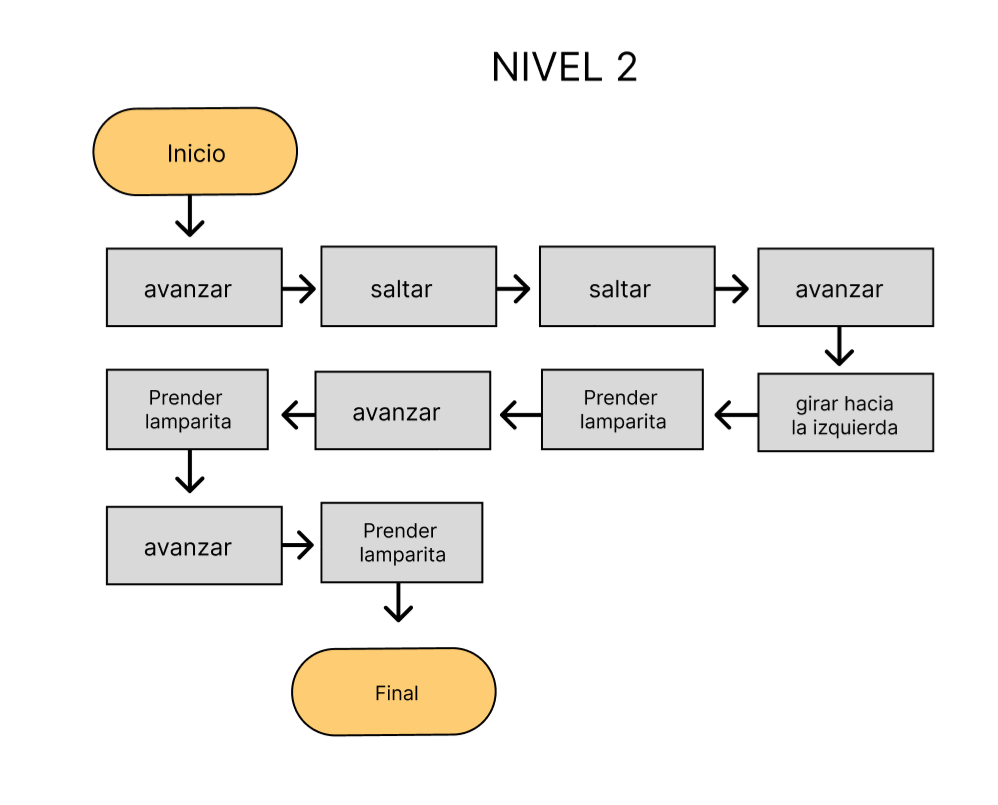 NIVEL 2
Inicio
avanzar
saltar
saltar
avanzar
girar hacia
la izquierda
Prender
lamparita
avanzar
Prender
lamparita
avanzar
Prender
lamparita
Final